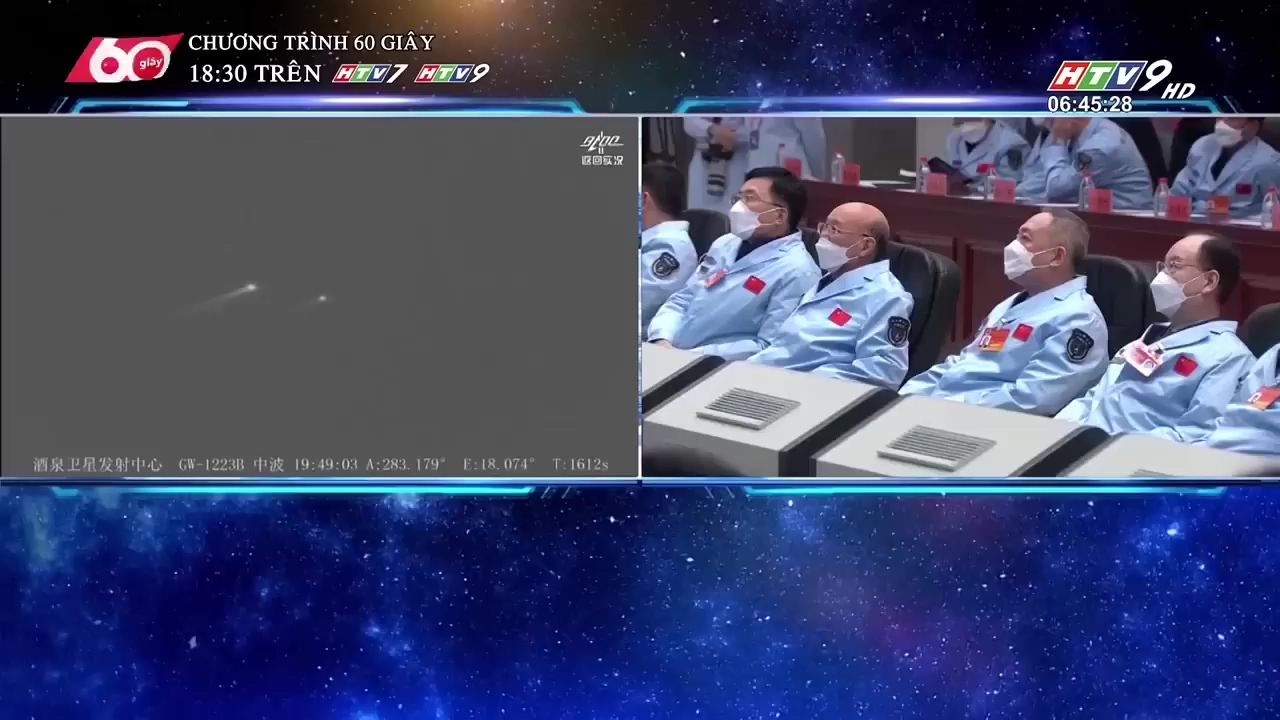 60 giây
CHƯƠNG TRÌNH 60 GIÂY
18:30 TRÊN HTV7 HTV9
HTV9 HD
06:45:28
返回实况
酒泉卫星发射中心 GW-1223B 中波 19:49:03 A:283.179° E:18.074° T:1612s